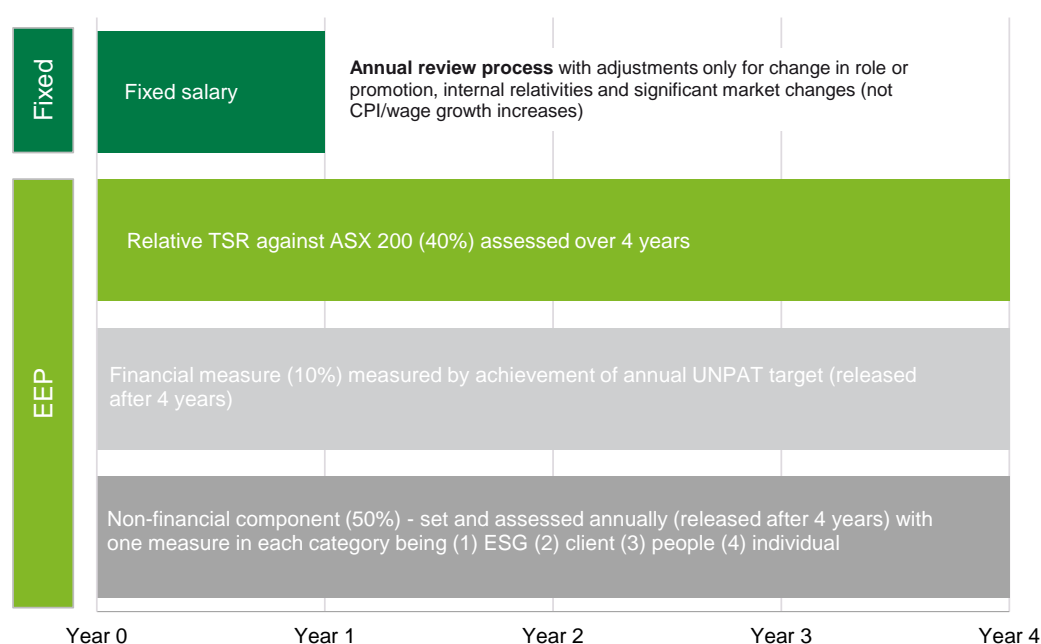 Fixed
Fixed salary
Annual review process with adjustments only for change in role or
promotion, internal relativities and significant market changes (not
CPI/wage growth increases)
EEP
Relative TSR against ASX 200 (40%) assessed over 4 years
Financial measure (10%) measured by achievement of annual UNPAT target (released
after 4 years)
Non-financial component (50%) - set and assessed annually (released after 4 years) with
one measure in each category being (1) ESG (2) client (3) people (4) individual
Year 0 Year 1 Year 2 Year 3 Year 4